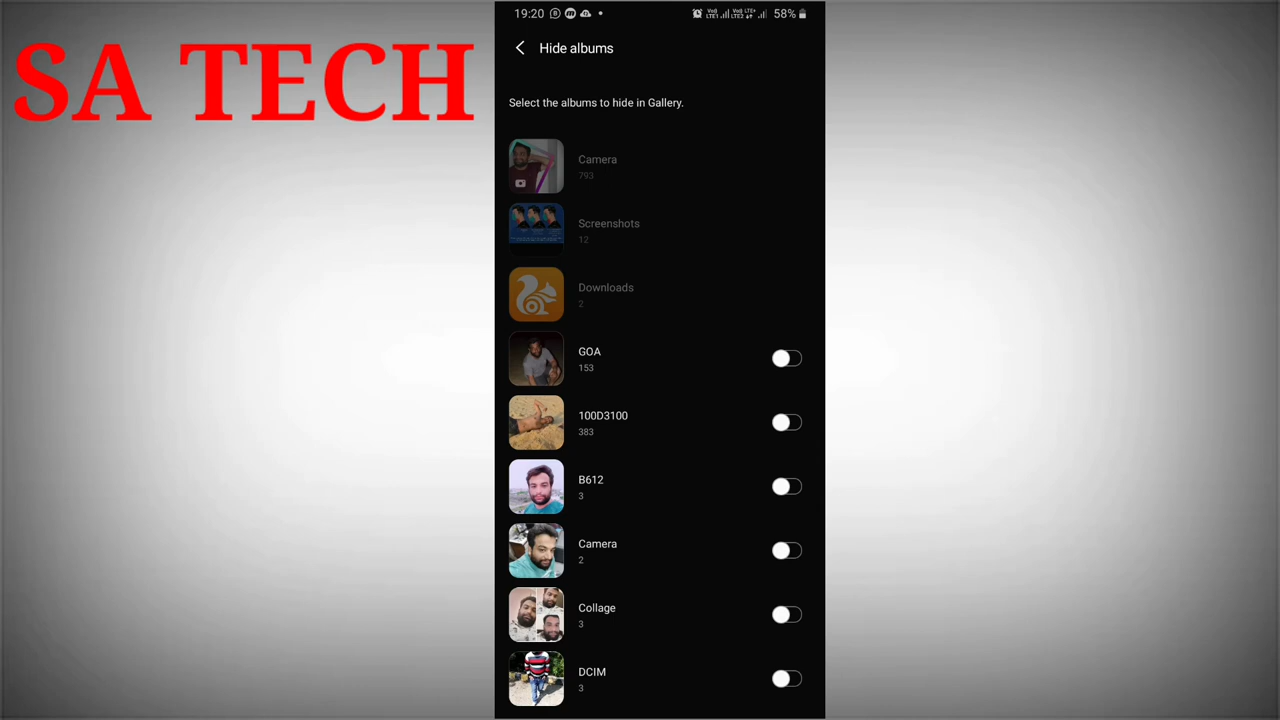 SA TECH
19:20
58%
Hide albums
Select the albums to hide in Gallery.
Camera
793
Screenshots
12
Downloads
2
GOA
153
100D3100
383
B612
3
Camera
2
Collage
3
DCIM
3